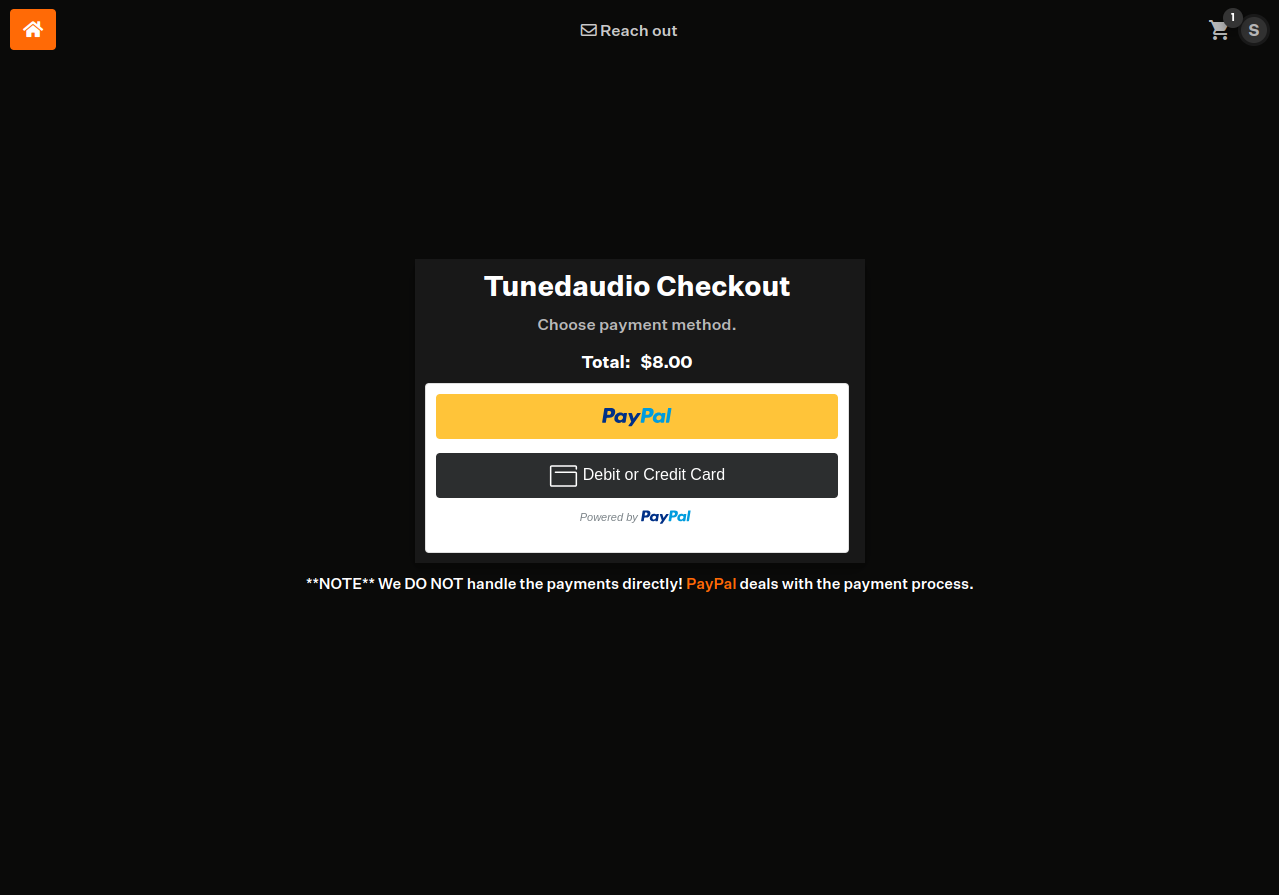 Reach out
1
S
Tunedaudio Checkout
Choose payment method.
Total: $8.00
PayPal
Debit or Credit Card
Powered by PayPal
**NOTE** We DO NOT handle the payments directly! PayPal deals with the payment process.